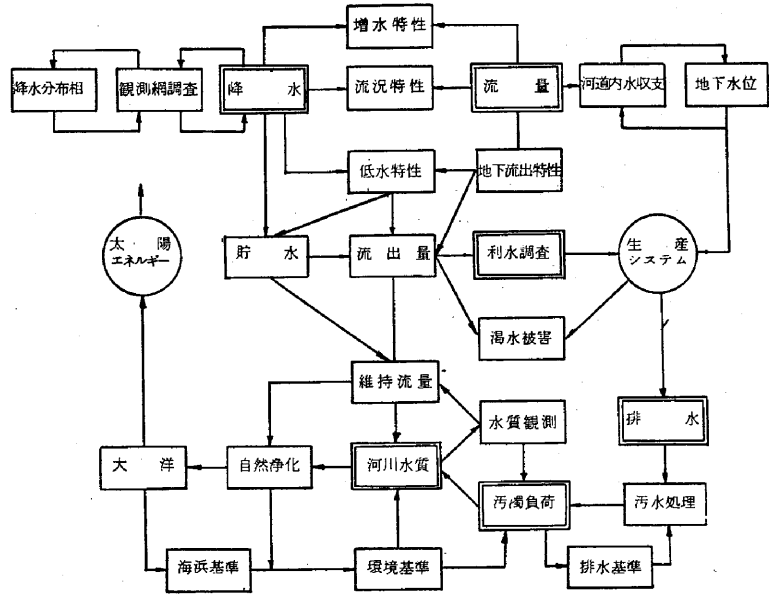 増水特性
降水分布相
観測網調査
降水
流況特性
流量
河道内水収支
地下水位
低水特性
地下流出特性
太陽
エネルギー
貯水
流出量
利水調査
生産
システム
渇水被害
維持流量
水質観測
排水
大洋
自然浄化
河川水質
汚濁負荷
汚水処理
海浜基準
環境基準
排水基準